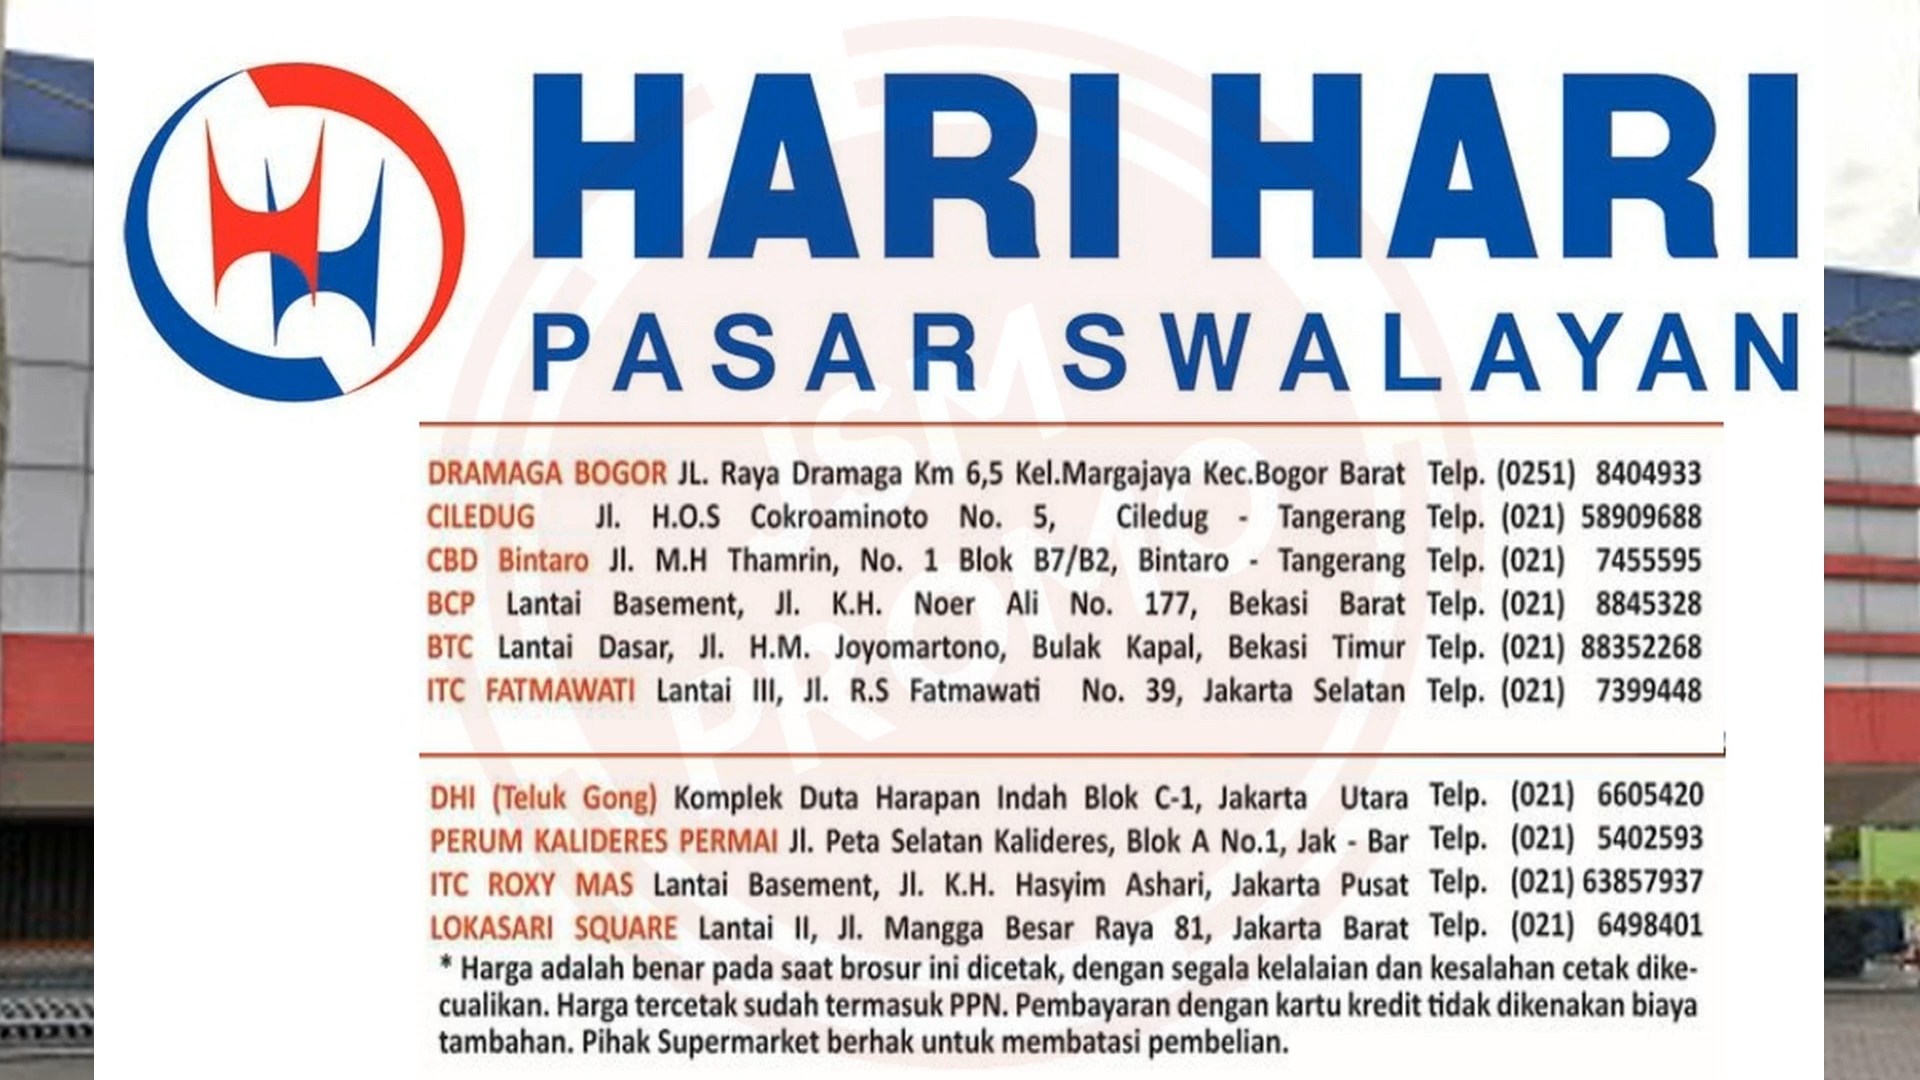 HARI HARI
PASAR SWALAYAN
JSM
PROMO
DRAMAGA BOGOR JL. Raya Dramaga Km 6,5 Kel.Margajaya Kec.Bogor Barat Telp. (0251) 8404933
CILEDUG Jl. H.O.S Cokroaminoto No. 5, Ciledug - Tangerang Telp. (021) 58909688
CBD Bintaro Jl. M.H Thamrin, No. 1 Blok B7/B2, Bintaro - Tangerang Telp. (021) 7455595
BCP Lantai Basement, Jl. K.H. Noer Ali No. 177, Bekasi Barat Telp. (021) 8845328
BTC Lantai Dasar, Jl. H.M. Joyomartono, Bulak Kapal, Bekasi Timur Telp. (021) 88352268
ITC FATMAWATI Lantai III, Jl. R.S Fatmawati No. 39, Jakarta Selatan Telp. (021) 7399448
DHI (Teluk Gong) Komplek Duta Harapan Indah Blok C-1, Jakarta Utara Telp. (021) 6605420
PERUM KALIDERES PERMAI Jl. Peta Selatan Kalideres, Blok A No.1, Jak - Bar Telp. (021) 5402593
ITC ROXY MAS Lantai Basement, Jl. K.H. Hasyim Ashari, Jakarta Pusat Telp. (021) 63857937
LOKASARI SQUARE Lantai II, Jl. Mangga Besar Raya 81, Jakarta Barat Telp. (021) 6498401
* Harga adalah benar pada saat brosur ini dicetak, dengan segala kelalaian dan kesalahan cetak dike-
cualikan. Harga tercetak sudah termasuk PPN. Pembayaran dengan kartu kredit tidak dikenakan biaya
tambahan. Pihak Supermarket berhak untuk membatasi pembelian.